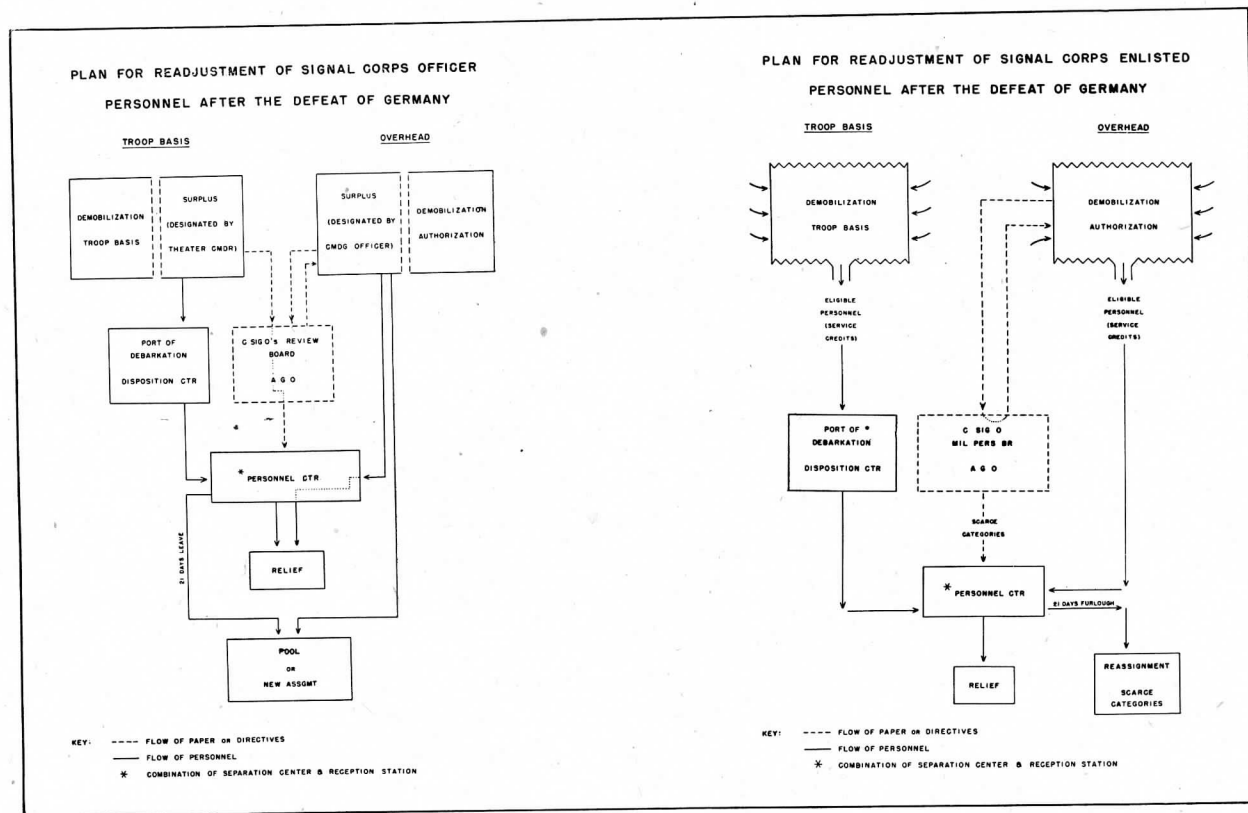 PLAN FOR READJUSTMENT OF SIGNAL CORPS OFFICER
PERSONNEL AFTER THE DEFEAT OF GERMANY
TROOP BASIS
OVERHEAD
DEMOBILIZATION
TROOP BASIS
SURPLUS
(DESIGNATED BY
THEATER CMDR)
SURPLUS
(DESIGNATED BY
CMDG OFFICER)
DEMOBILIZATION
AUTHORIZATION
PORT OF
DEBARKATION
DISPOSITION CTR
C SIG O's REVIEW
BOARD
A G O
* PERSONNEL CTR
21 DAYS LEAVE
RELIEF
POOL
OR
NEW ASSGMT
KEY:
---- FLOW OF PAPER OR DIRECTIVES
—— FLOW OF PERSONNEL
* COMBINATION OF SEPARATION CENTER & RECEPTION STATION
PLAN FOR READJUSTMENT OF SIGNAL CORPS ENLISTED
PERSONNEL AFTER THE DEFEAT OF GERMANY
TROOP BASIS
OVERHEAD
DEMOBILIZATION
TROOP BASIS
DEMOBILIZATION
AUTHORIZATION
ELIGIBLE
PERSONNEL
(SERVICE
CREDITS)
ELIGIBLE
PERSONNEL
(SERVICE
CREDITS)
PORT OF
DEBARKATION
DISPOSITION CTR
C SIG O
MIL PERS BR
A G O
SCARCE
CATEGORIES
* PERSONNEL CTR
21 DAYS FURLOUGH
RELIEF
REASSIGNMENT
SCARCE
CATEGORIES
KEY:
---- FLOW OF PAPER OR DIRECTIVES
—— FLOW OF PERSONNEL
* COMBINATION OF SEPARATION CENTER & RECEPTION STATION